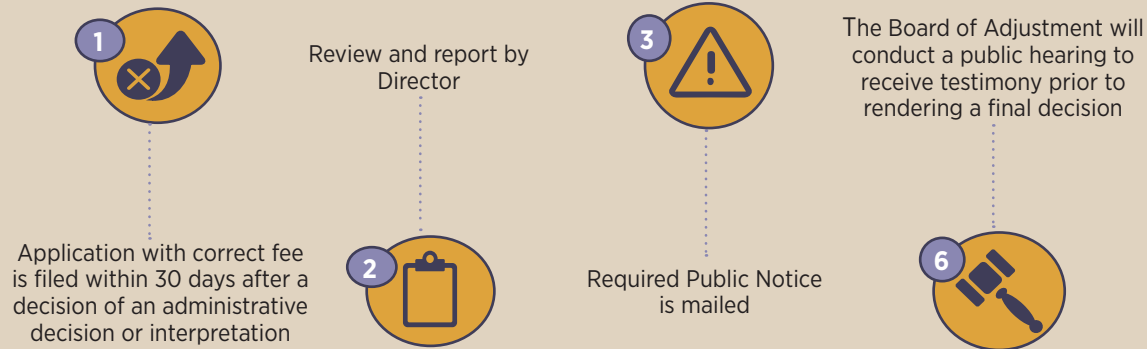 1
Application with correct fee
is filed within 30 days after a
decision of an administrative
decision or interpretation
Review and report by
Director
2
3
Required Public Notice
is mailed
The Board of Adjustment will
conduct a public hearing to
receive testimony prior to
rendering a final decision
6